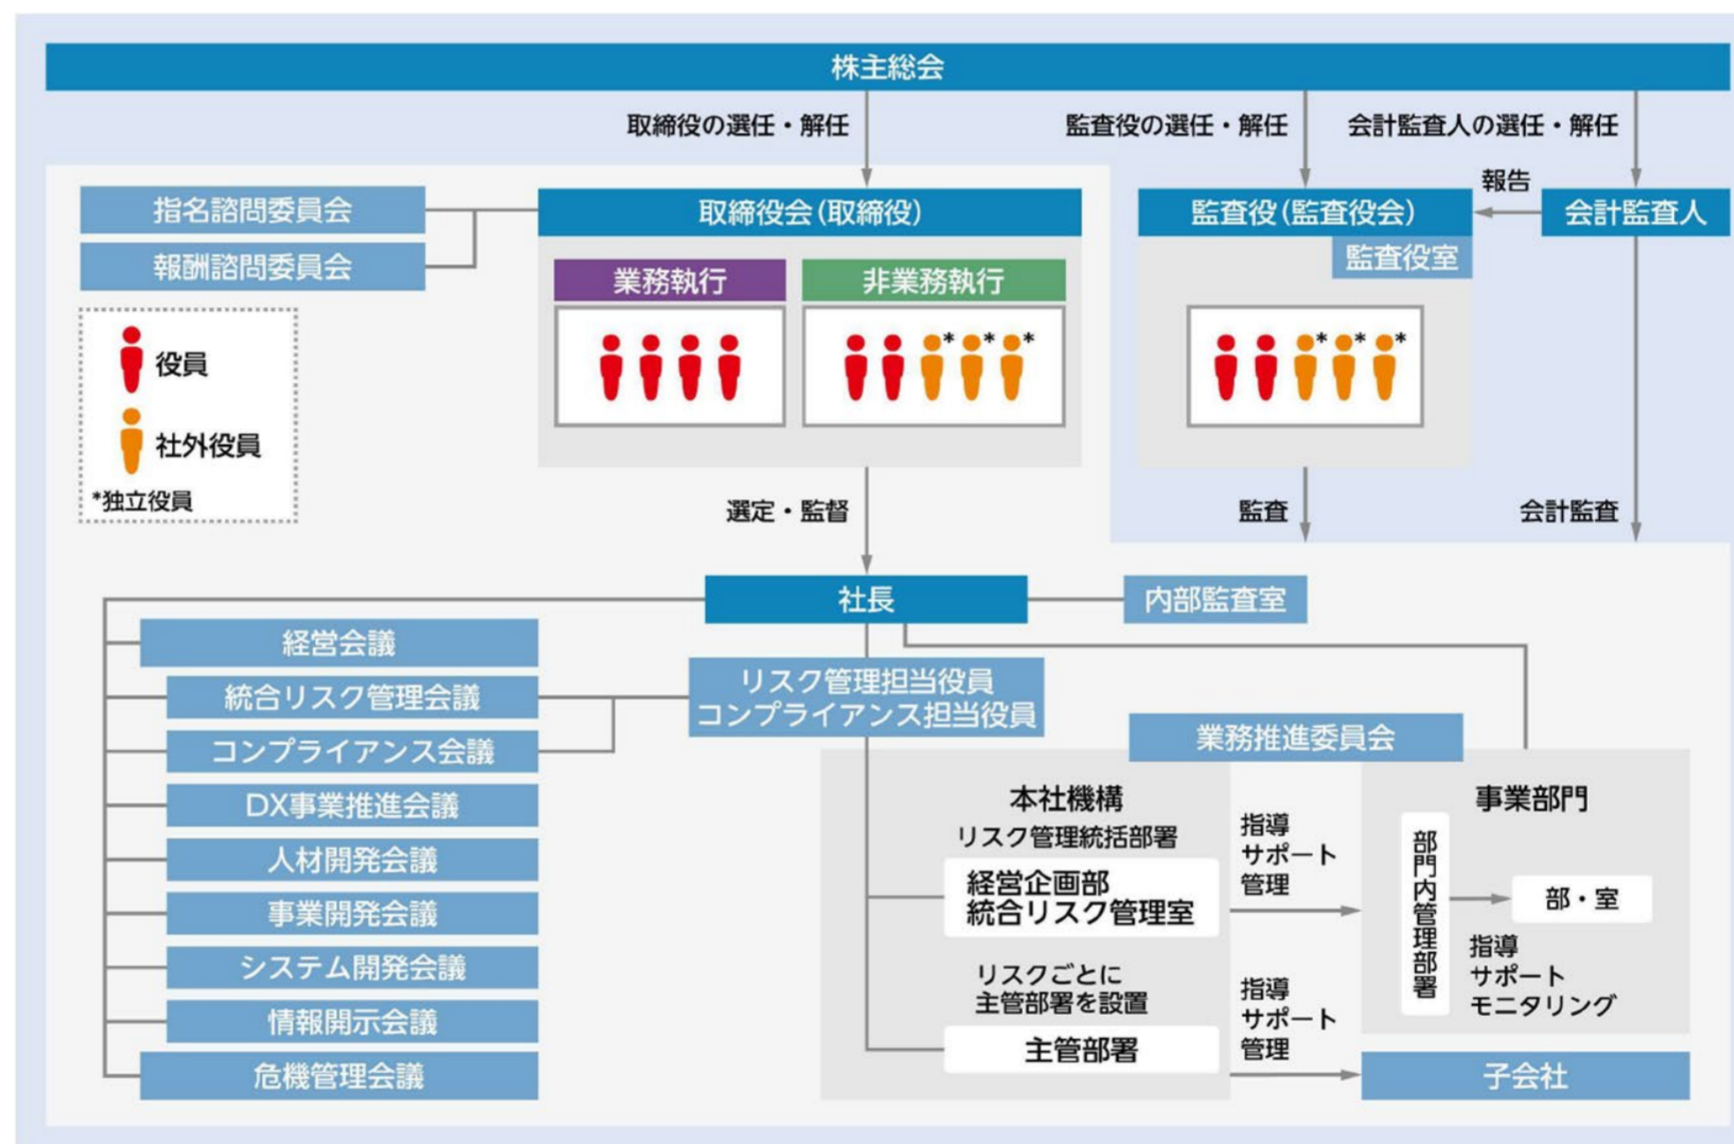 株主総会
取締役の選任・解任
監査役の選任・解任
会計監査人の選任・解任
指名諮問委員会
報酬諮問委員会
取締役会(取締役)
監査役(監査役会)
報告
会計監査人
監査役室
業務執行
非業務執行
* * *
* * *
役員
社外役員
*独立役員
選定・監督
監査
会計監査
社長
内部監査室
経営会議
統合リスク管理会議
コンプライアンス会議
DX事業推進会議
人材開発会議
事業開発会議
システム開発会議
情報開示会議
危機管理会議
リスク管理担当役員
コンプライアンス担当役員
業務推進委員会
本社機構
リスク管理統括部署
経営企画部
統合リスク管理室
リスクごとに
主管部署を設置
主管部署
指導
サポート
管理
指導
サポート
管理
事業部門
部門内管理部署
部・室
指導
サポート
モニタリング
子会社